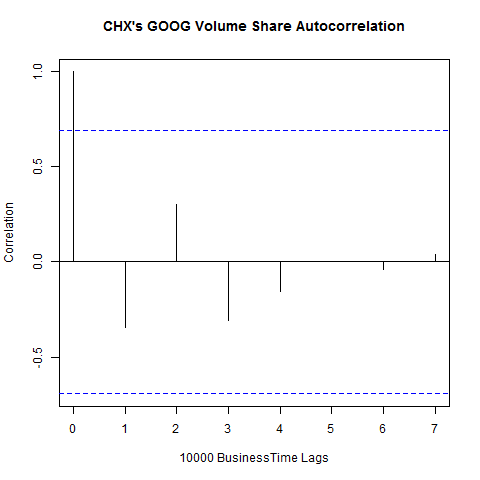 CHX's GOOG Volume Share Autocorrelation
1.0
0.5
0.0
-0.5
Correlation
0 1 2 3 4 5 6 7
10000 BusinessTime Lags